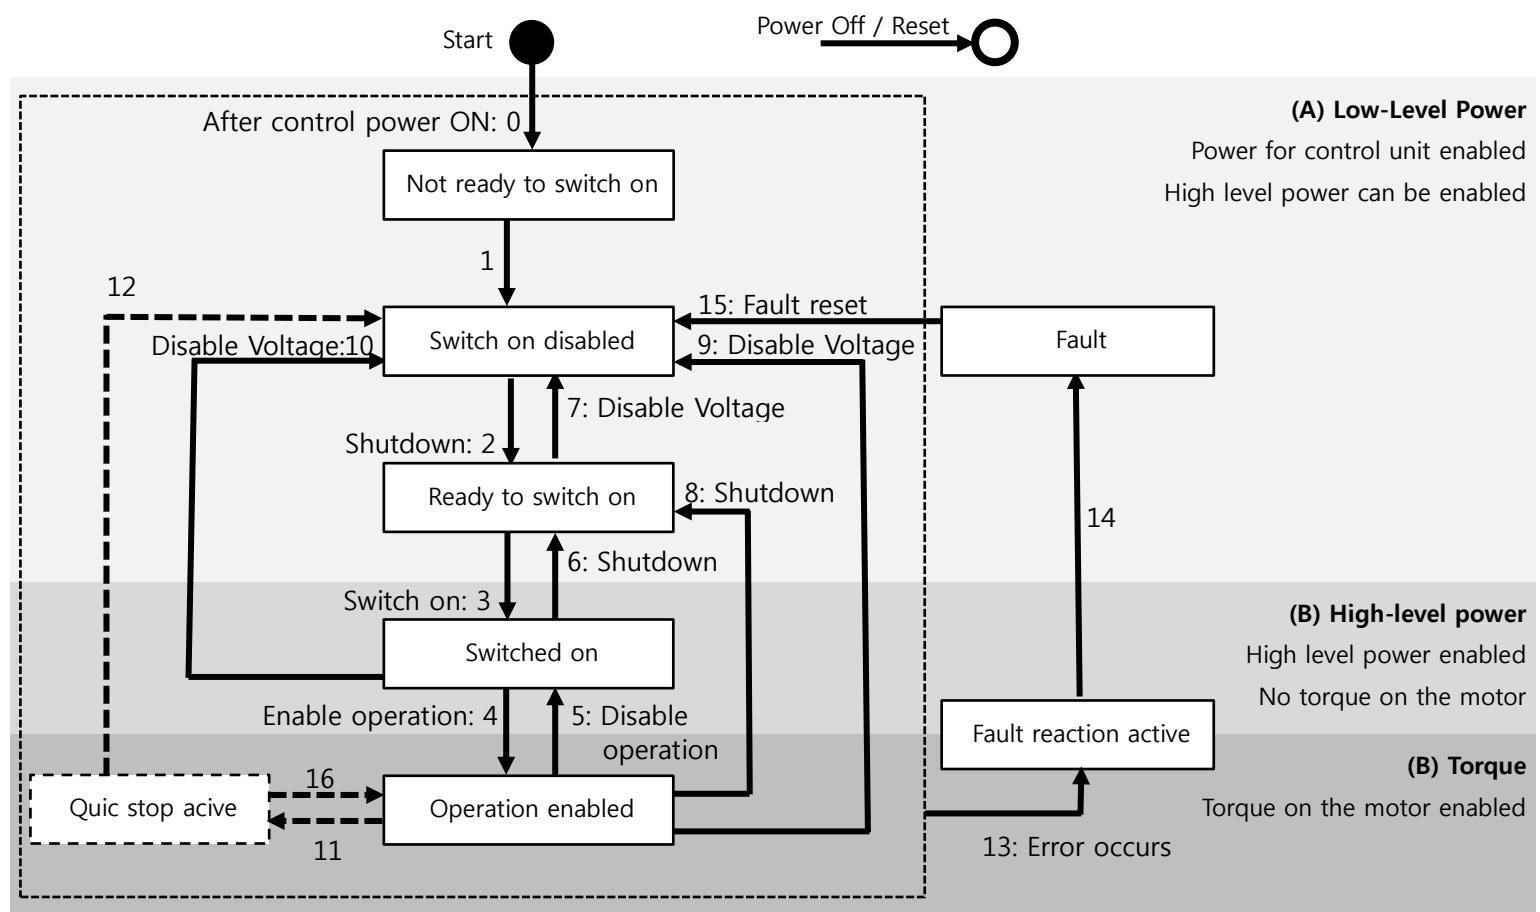 Start
Power Off / Reset
(A) Low-Level Power
After control power ON: 0
Power for control unit enabled
Not ready to switch on
High level power can be enabled
1
12
15: Fault reset
Switch on disabled
Fault
Disable Voltage:10
9: Disable Voltage
7: Disable Voltage
Shutdown: 2
Ready to switch on
8: Shutdown
14
6: Shutdown
Switch on: 3
(B) High-level power
Switched on
High level power enabled
No torque on the motor
Enable operation: 4
5: Disable
operation
Fault reaction active
(B) Torque
16
Quic stop acive
Operation enabled
Torque on the motor enabled
11
13: Error occurs